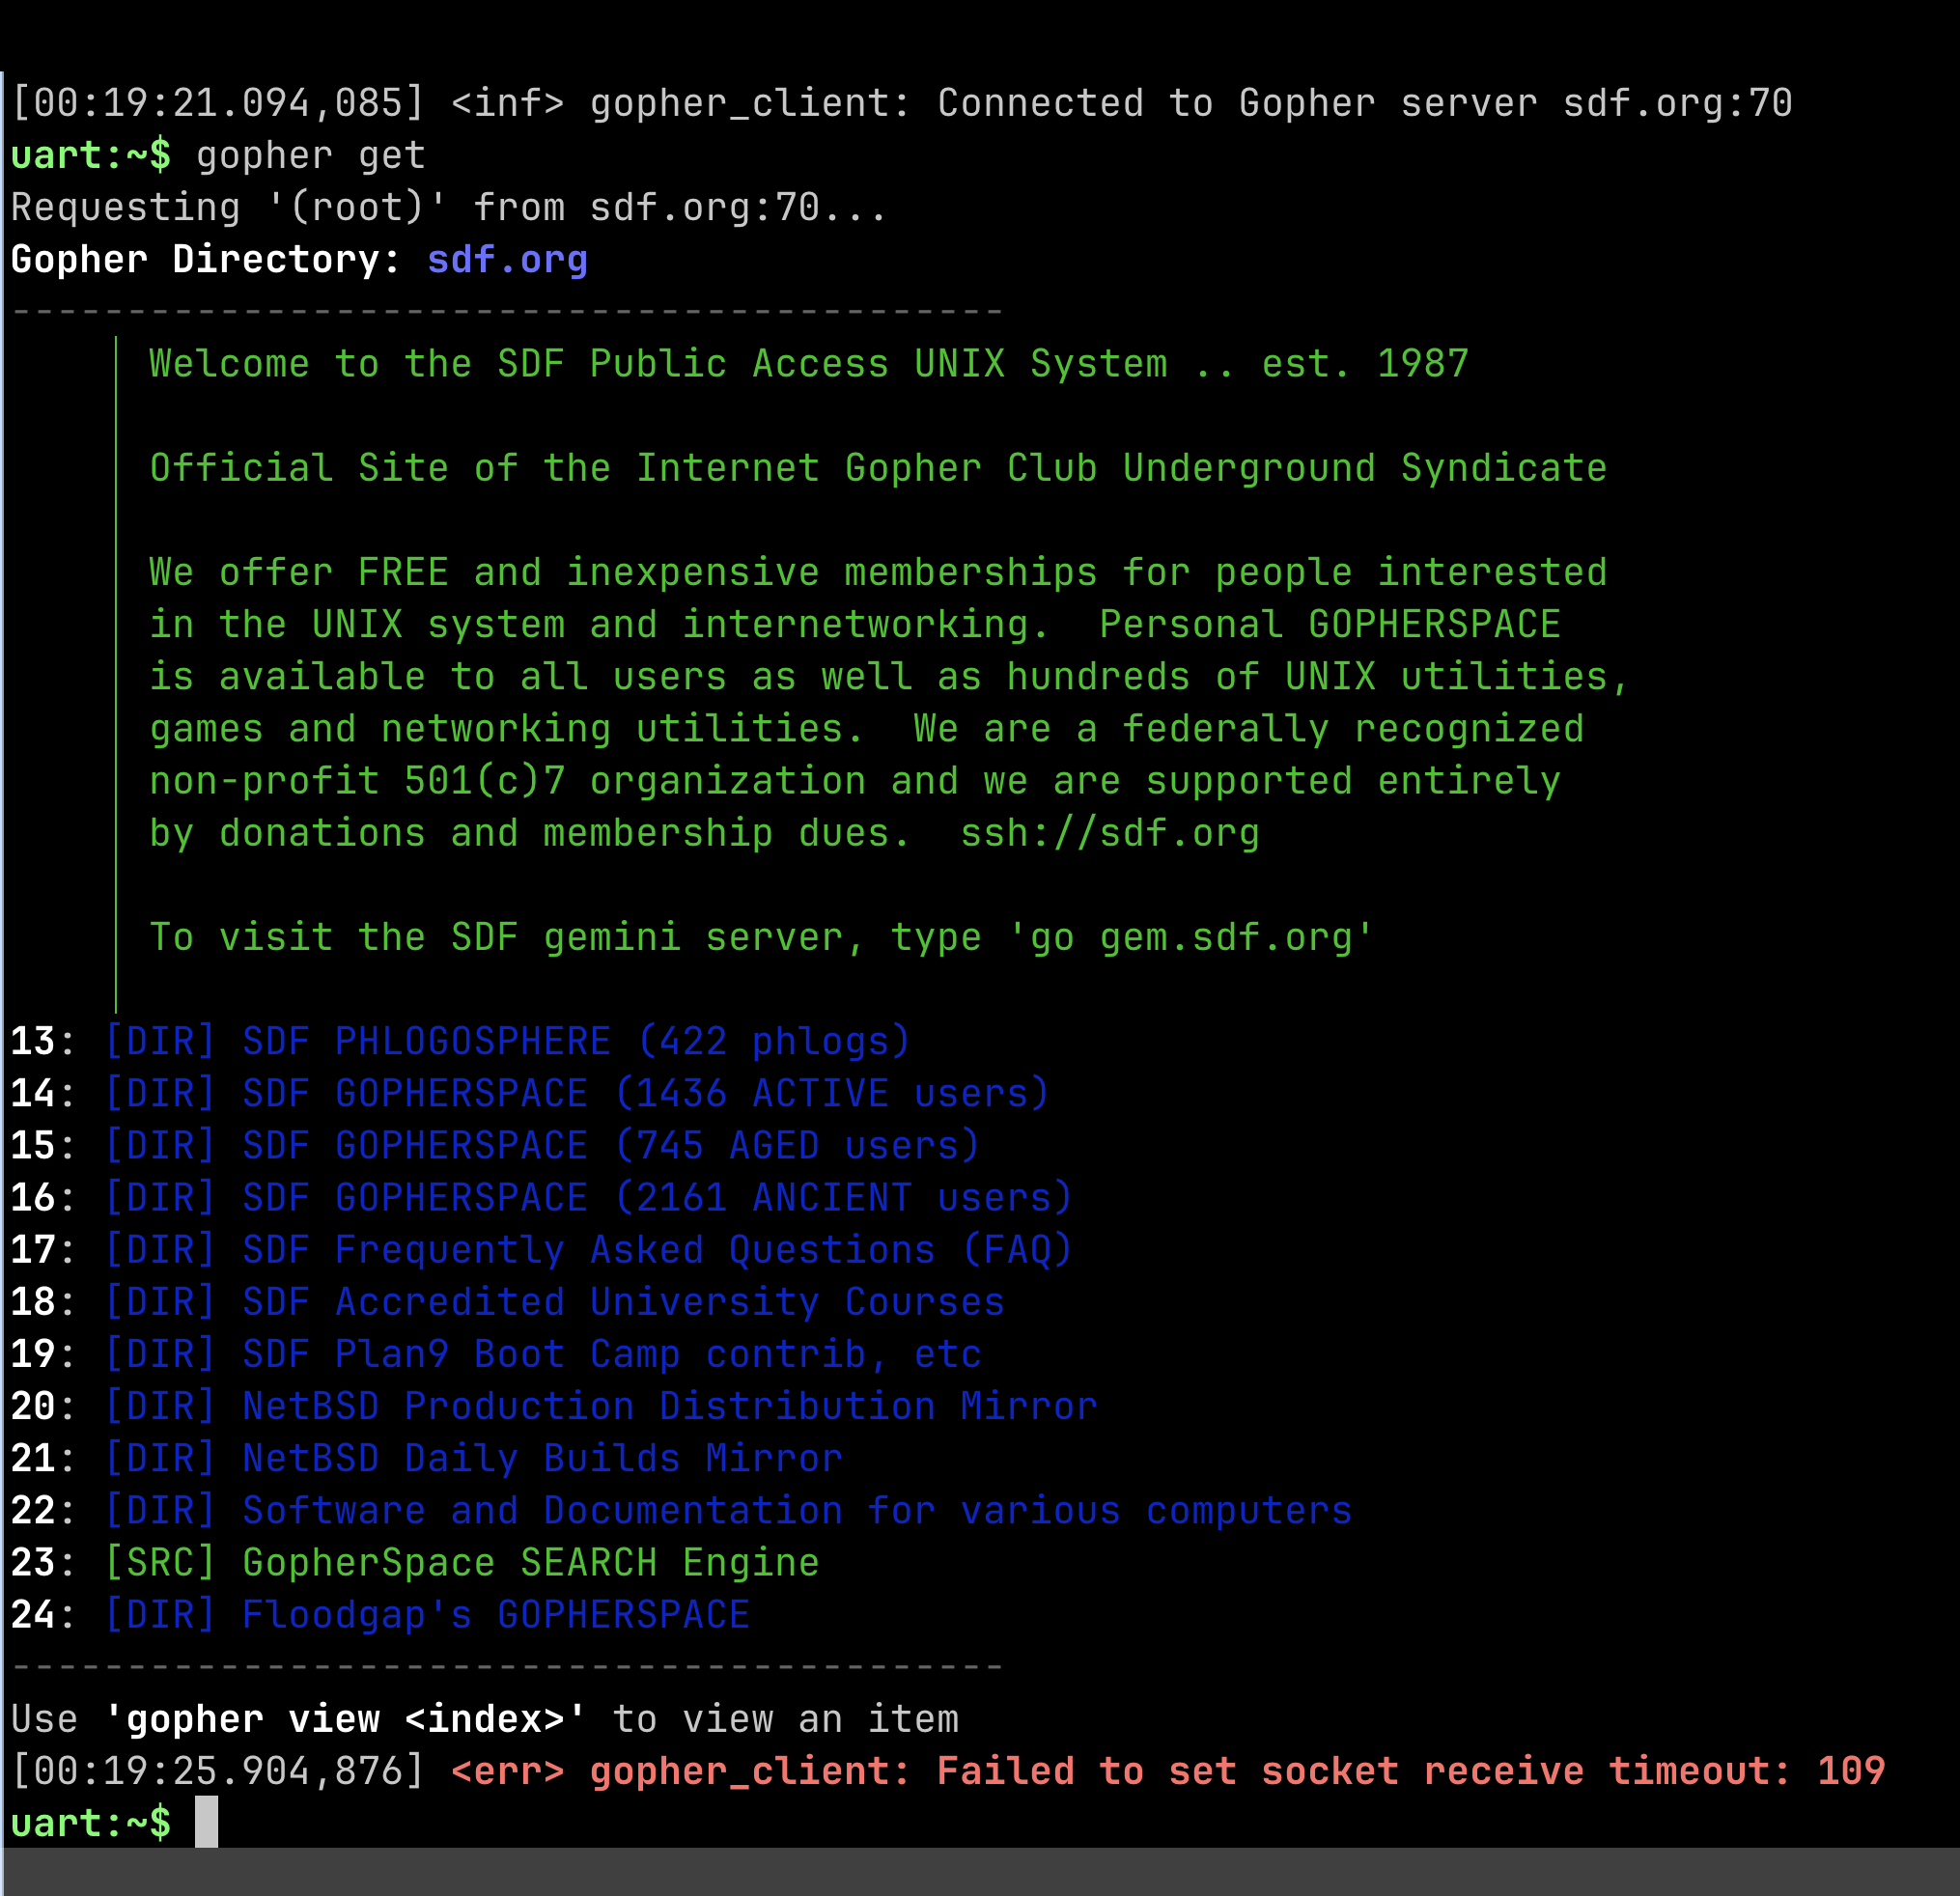 [00:19:21.094,085] <inf> gopher_client: Connected to Gopher server sdf.org:70
uart:~$ gopher get
Requesting '(root)' from sdf.org:70...
Gopher Directory: sdf.org
-------------------------------------------
Welcome to the SDF Public Access UNIX System .. est. 1987
Official Site of the Internet Gopher Club Underground Syndicate
We offer FREE and inexpensive memberships for people interested
in the UNIX system and internetworking.  Personal GOPHERSPACE
is available to all users as well as hundreds of UNIX utilities,
games and networking utilities.  We are a federally recognized
non-profit 501(c)7 organization and we are supported entirely
by donations and membership dues.  ssh://sdf.org
To visit the SDF gemini server, type 'go gem.sdf.org'
13: [DIR] SDF PHLOGOSPHERE (422 phlogs)
14: [DIR] SDF GOPHERSPACE (1436 ACTIVE users)
15: [DIR] SDF GOPHERSPACE (745 AGED users)
16: [DIR] SDF GOPHERSPACE (2161 ANCIENT users)
17: [DIR] SDF Frequently Asked Questions (FAQ)
18: [DIR] SDF Accredited University Courses
19: [DIR] SDF Plan9 Boot Camp contrib, etc
20: [DIR] NetBSD Production Distribution Mirror
21: [DIR] NetBSD Daily Builds Mirror
22: [DIR] Software and Documentation for various computers
23: [SRC] GopherSpace SEARCH Engine
24: [DIR] Floodgap's GOPHERSPACE
-------------------------------------------
Use 'gopher view <index>' to view an item
[00:19:25.904,876] <err> gopher_client: Failed to set socket receive timeout: 109
uart:~$